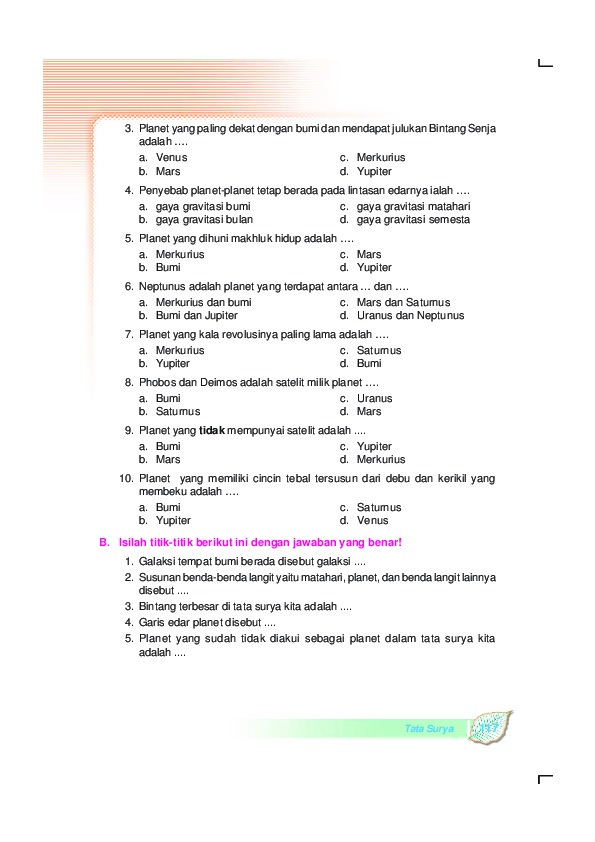 3. Planet yang paling dekat dengan bumi dan mendapat julukan Bintang Senja
adalah ….
a. Venus c. Merkurius
b. Mars d. Yupiter
4. Penyebab planet-planet tetap berada pada lintasan edarnya ialah ….
a. gaya gravitasi bumi c. gaya gravitasi matahari
b. gaya gravitasi bulan d. gaya gravitasi semesta
5. Planet yang dihuni makhluk hidup adalah ….
a. Merkurius c. Mars
b. Bumi d. Yupiter
6. Neptunus adalah planet yang terdapat antara … dan ….
a. Merkurius dan bumi c. Mars dan Saturnus
b. Bumi dan Jupiter d. Uranus dan Neptunus
7. Planet yang kala revolusinya paling lama adalah ….
a. Merkurius c. Saturnus
b. Yupiter d. Bumi
8. Phobos dan Deimos adalah satelit milik planet ….
a. Bumi c. Uranus
b. Saturnus d. Mars
9. Planet yang tidak mempunyai satelit adalah ....
a. Bumi c. Yupiter
b. Mars d. Merkurius
10. Planet yang memiliki cincin tebal tersusun dari debu dan kerikil yang
membeku adalah ….
a. Bumi c. Saturnus
b. Yupiter d. Venus
B. Isilah titik-titik berikut ini dengan jawaban yang benar!
1. Galaksi tempat bumi berada disebut galaksi ....
2. Susunan benda-benda langit yaitu matahari, planet, dan benda langit lainnya
disebut ....
3. Bintang terbesar di tata surya kita adalah ....
4. Garis edar planet disebut ....
5. Planet yang sudah tidak diakui sebagai planet dalam tata surya kita
adalah ....
Tata Surya 117